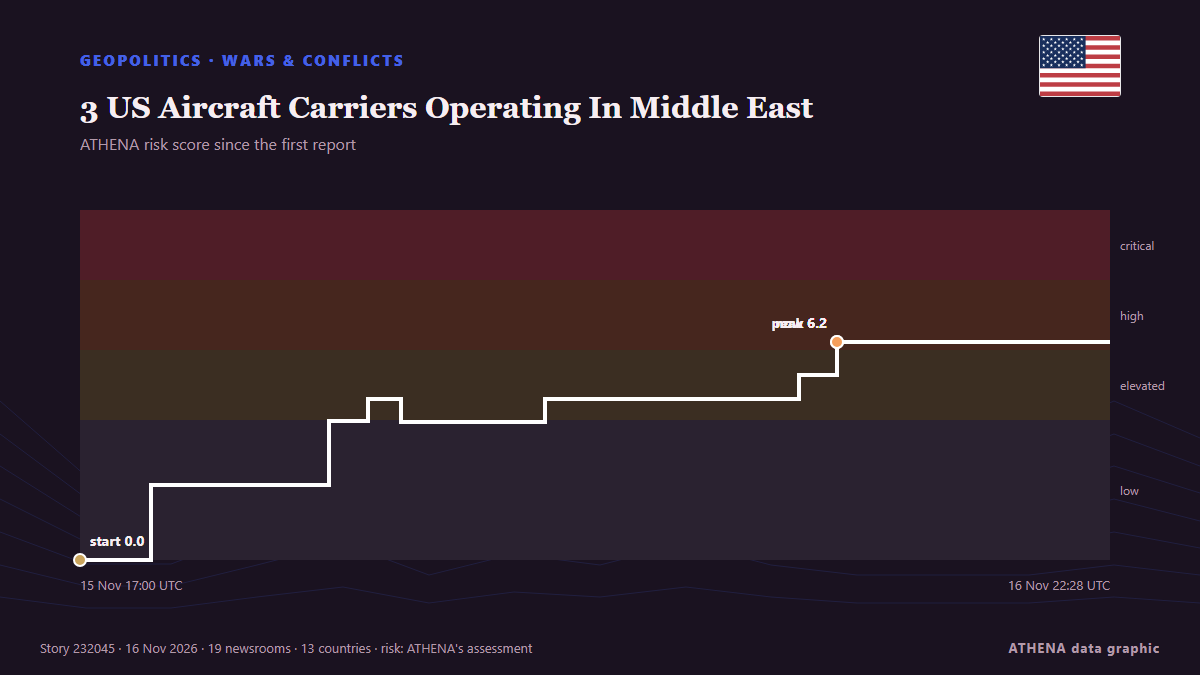 GEOPOLITICS · WARS & CONFLICTS
3 US Aircraft Carriers Operating In Middle East
ATHENA risk score since the first report
critical
6.2
high
elevated
low
start 0.0
15 Nov 17:00 UTC
16 Nov 22:28 UTC
Story 232045 · 16 Nov 2026 · 19 newsrooms · 13 countries · risk: ATHENA's assessment
ATHENA data graphic